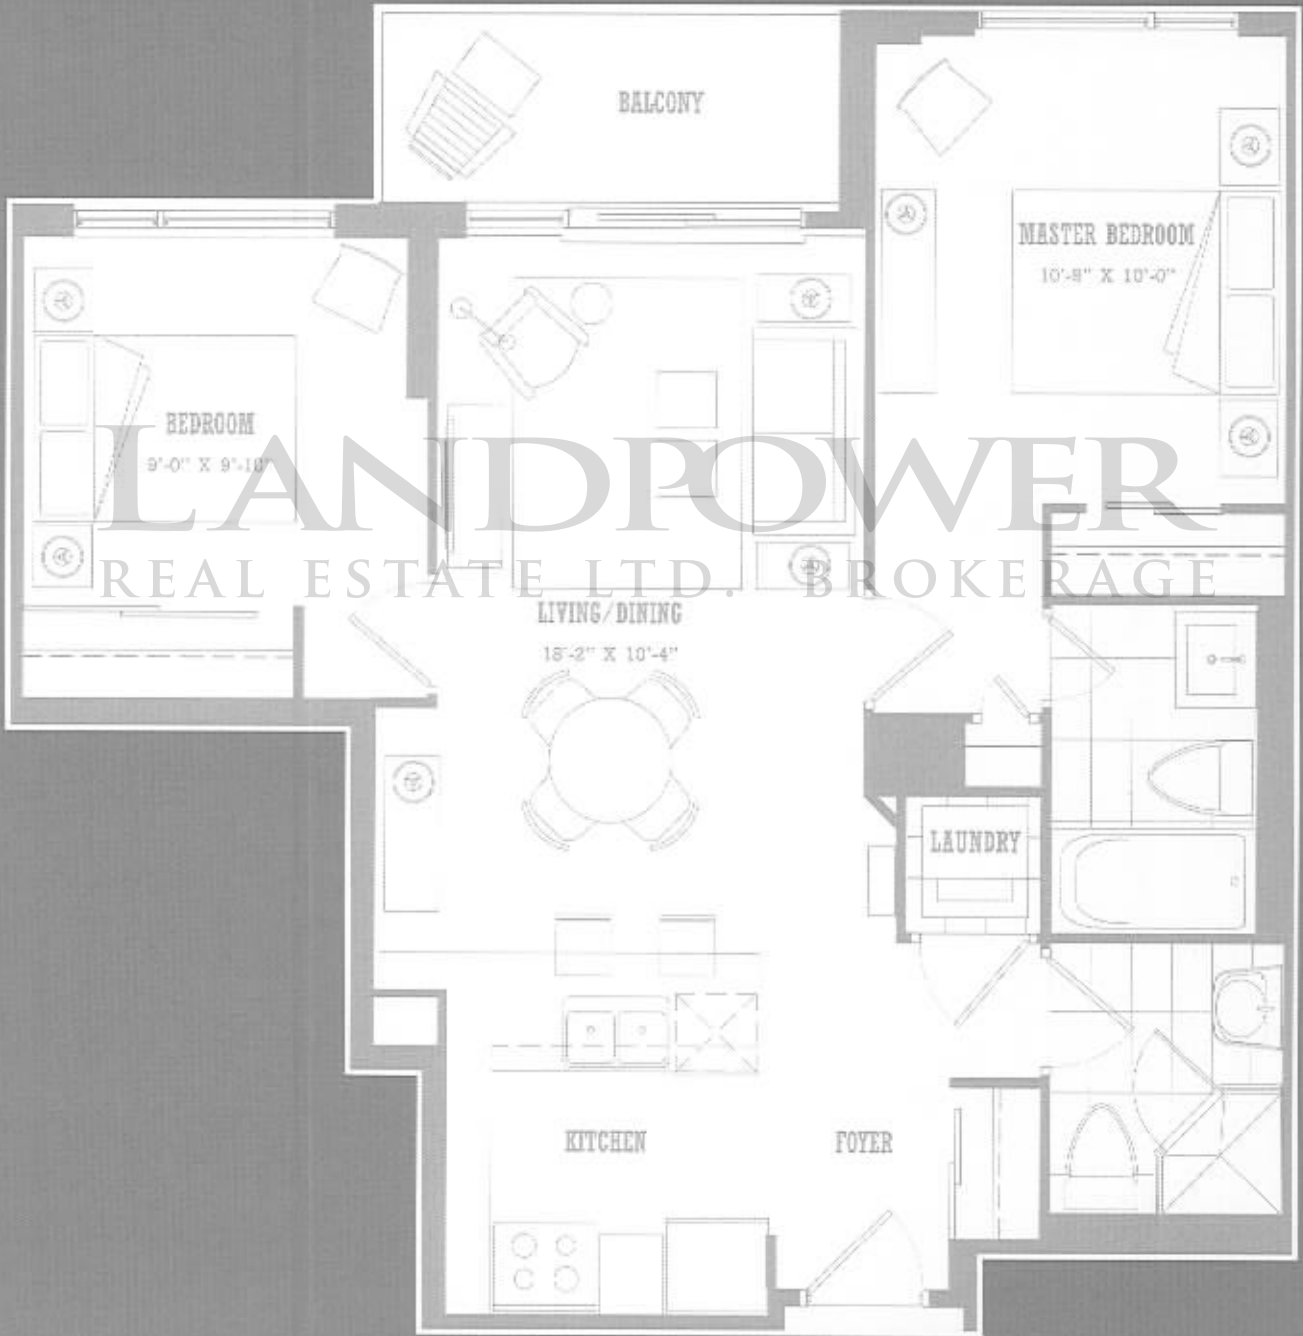 BALCONY
MASTER BEDROOM
10'-8" X 10'-0"
BEDROOM
9'-0" X 9'-10"
LANDPOWER
REAL ESTATE LTD. BROKERAGE
LIVING/DINING
18'-2" X 10'-4"
LAUNDRY
KITCHEN
FOYER